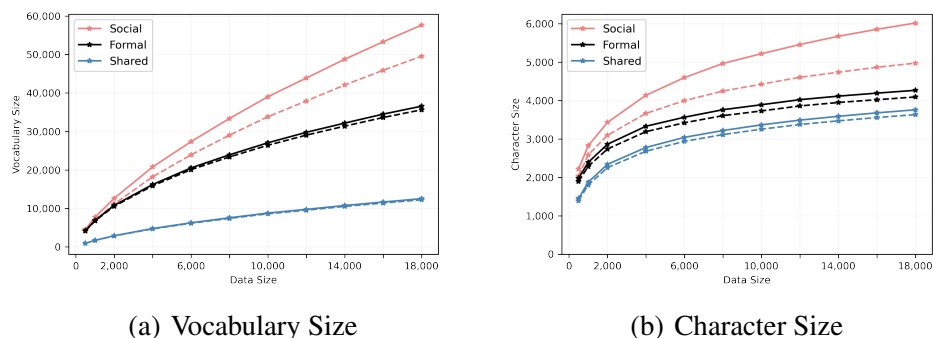 60,000
50,000
40,000
30,000
20,000
10,000
0
Vocabulary Size
Social
Formal
Shared
0 2,000 6,000 10,000 14,000 18,000
Data Size
(a) Vocabulary Size
6,000
5,000
4,000
3,000
2,000
1,000
0
Character Size
Social
Formal
Shared
0 2,000 6,000 10,000 14,000 18,000
Data Size
(b) Character Size